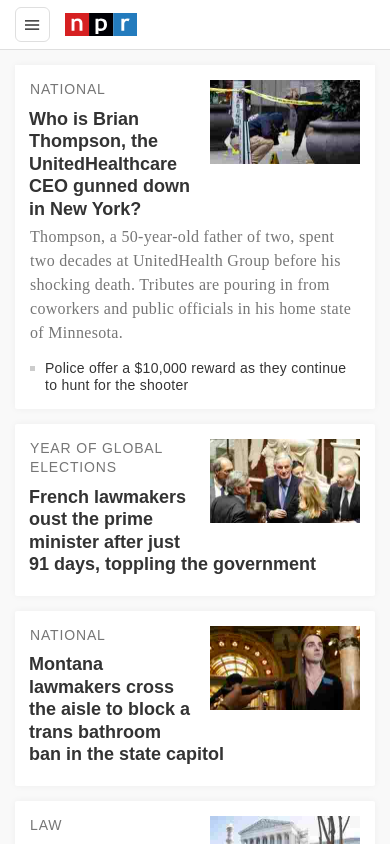 npr
NATIONAL
Who is Brian
Thompson, the
UnitedHealthcare
CEO gunned down
in New York?
Thompson, a 50-year-old father of two, spent
two decades at UnitedHealth Group before his
shocking death. Tributes are pouring in from
coworkers and public officials in his home state
of Minnesota.
Police offer a $10,000 reward as they continue
to hunt for the shooter
YEAR OF GLOBAL
ELECTIONS
French lawmakers
oust the prime
minister after just
91 days, toppling the government
NATIONAL
Montana
lawmakers cross
the aisle to block a
trans bathroom
ban in the state capitol
LAW